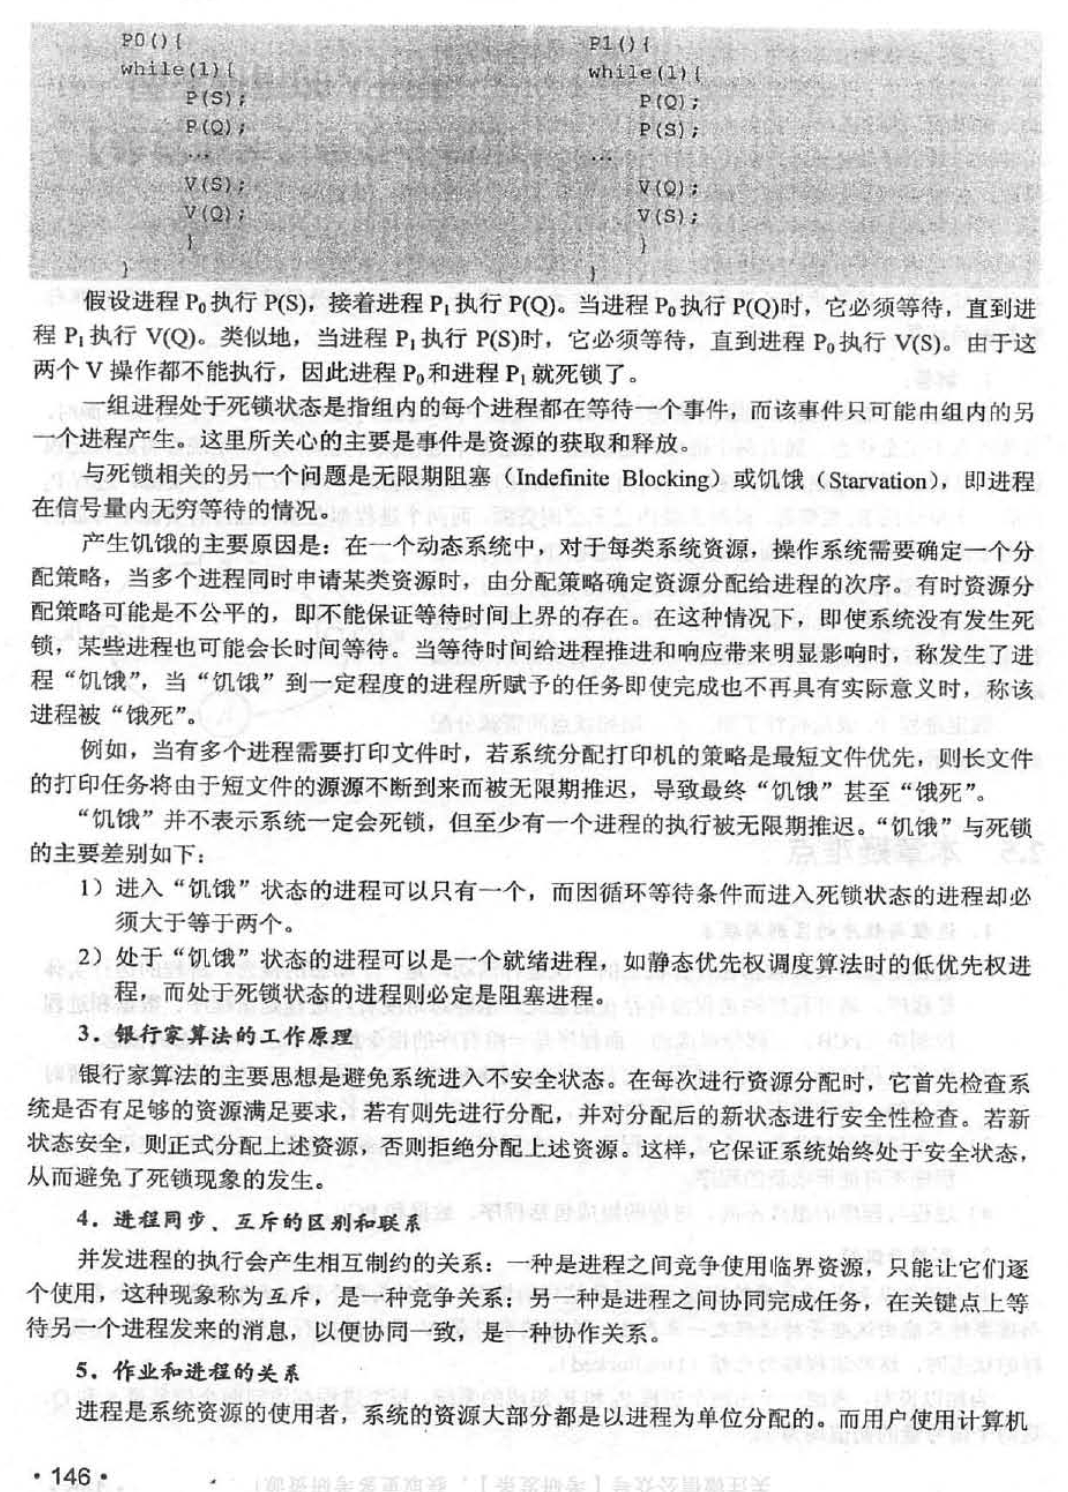 P0(){
while(1){
P(S);
P(Q);
...
V(S);
V(Q);
}
}
P1(){
while(1){
P(Q);
P(S);
...
V(Q);
V(S);
}
}
假设进程 P₀执行 P(S)，接着进程 P₁执行 P(Q)。当进程 P₀执行 P(Q)时，它必须等待，直到进
程 P₁执行 V(Q)。类似地，当进程 P₁执行 P(S)时，它必须等待，直到进程 P₀执行 V(S)。由于这
两个 V 操作都不能执行，因此进程 P₀和进程 P₁就死锁了。
一组进程处于死锁状态是指组内的每个进程都在等待一个事件，而该事件只可能由组内的另
一个进程产生。这里所关心的主要是事件是资源的获取和释放。
与死锁相关的另一个问题是无限期阻塞（Indefinite Blocking）或饥饿（Starvation），即进程
在信号量内无穷等待的情况。
产生饥饿的主要原因是：在一个动态系统中，对于每类系统资源，操作系统需要确定一个分
配策略，当多个进程同时申请某类资源时，由分配策略确定资源分配给进程的次序。有时资源分
配策略可能是不公平的，即不能保证等待时间上界的存在。在这种情况下，即使系统没有发生死
锁，某些进程也可能会长时间等待。当等待时间给进程推进和响应带来明显影响时，称发生了进
程“饥饿”，当“饥饿”到一定程度的进程所赋予的任务即使完成也不再具有实际意义时，称该
进程被“饿死”。
例如，当有多个进程需要打印文件时，若系统分配打印机的策略是最短文件优先，则长文件
的打印任务将由于短文件的源源不断到来而被无限期推迟，导致最终“饥饿”甚至“饿死”。
“饥饿”并不表示系统一定会死锁，但至少有一个进程的执行被无限期推迟。“饥饿”与死锁
的主要差别如下：
1）进入“饥饿”状态的进程可以只有一个，而因循环等待条件而进入死锁状态的进程却必
须大于等于两个。
2）处于“饥饿”状态的进程可以是一个就绪进程，如静态优先权调度算法时的低优先权进
程，而处于死锁状态的进程则必定是阻塞进程。
3．银行家算法的工作原理
银行家算法的主要思想是避免系统进入不安全状态。在每次进行资源分配时，它首先检查系
统是否有足够的资源满足要求，若有则先进行分配，并对分配后的新状态进行安全性检查。若新
状态安全，则正式分配上述资源，否则拒绝分配上述资源。这样，它保证系统始终处于安全状态，
从而避免了死锁现象的发生。
4．进程同步、互斥的区别和联系
并发进程的执行会产生相互制约的关系：一种是进程之间竞争使用临界资源，只能让它们逐
个使用，这种现象称为互斥，是一种竞争关系；另一种是进程之间协同完成任务，在关键点上等
待另一个进程发来的消息，以便协同一致，是一种协作关系。
5．作业和进程的关系
进程是系统资源的使用者，系统的资源大部分都是以进程为单位分配的。而用户使用计算机
·146·